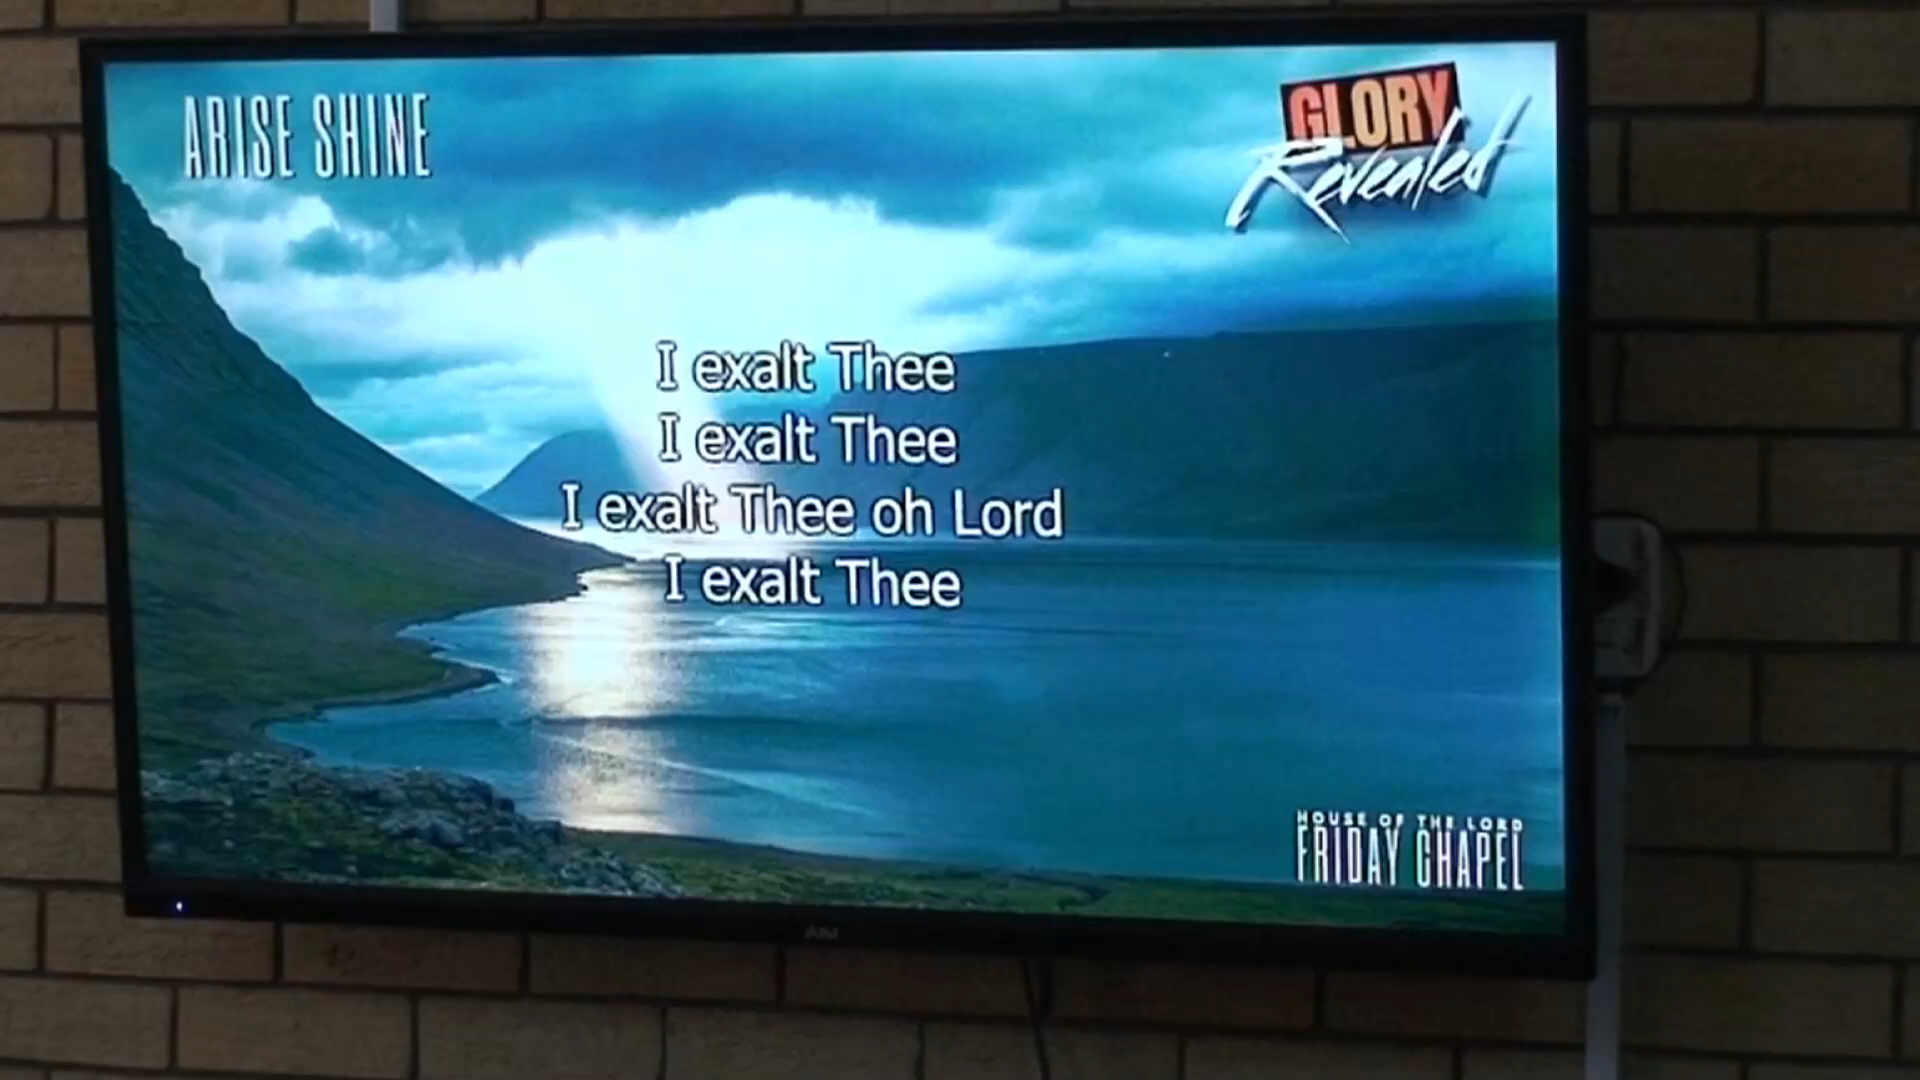 ARISE SHINE
GLORY
Revealed
I exalt Thee
I exalt Thee
I exalt Thee oh Lord
I exalt Thee
HOUSE OF THE LORD
FRIDAY CHAPEL